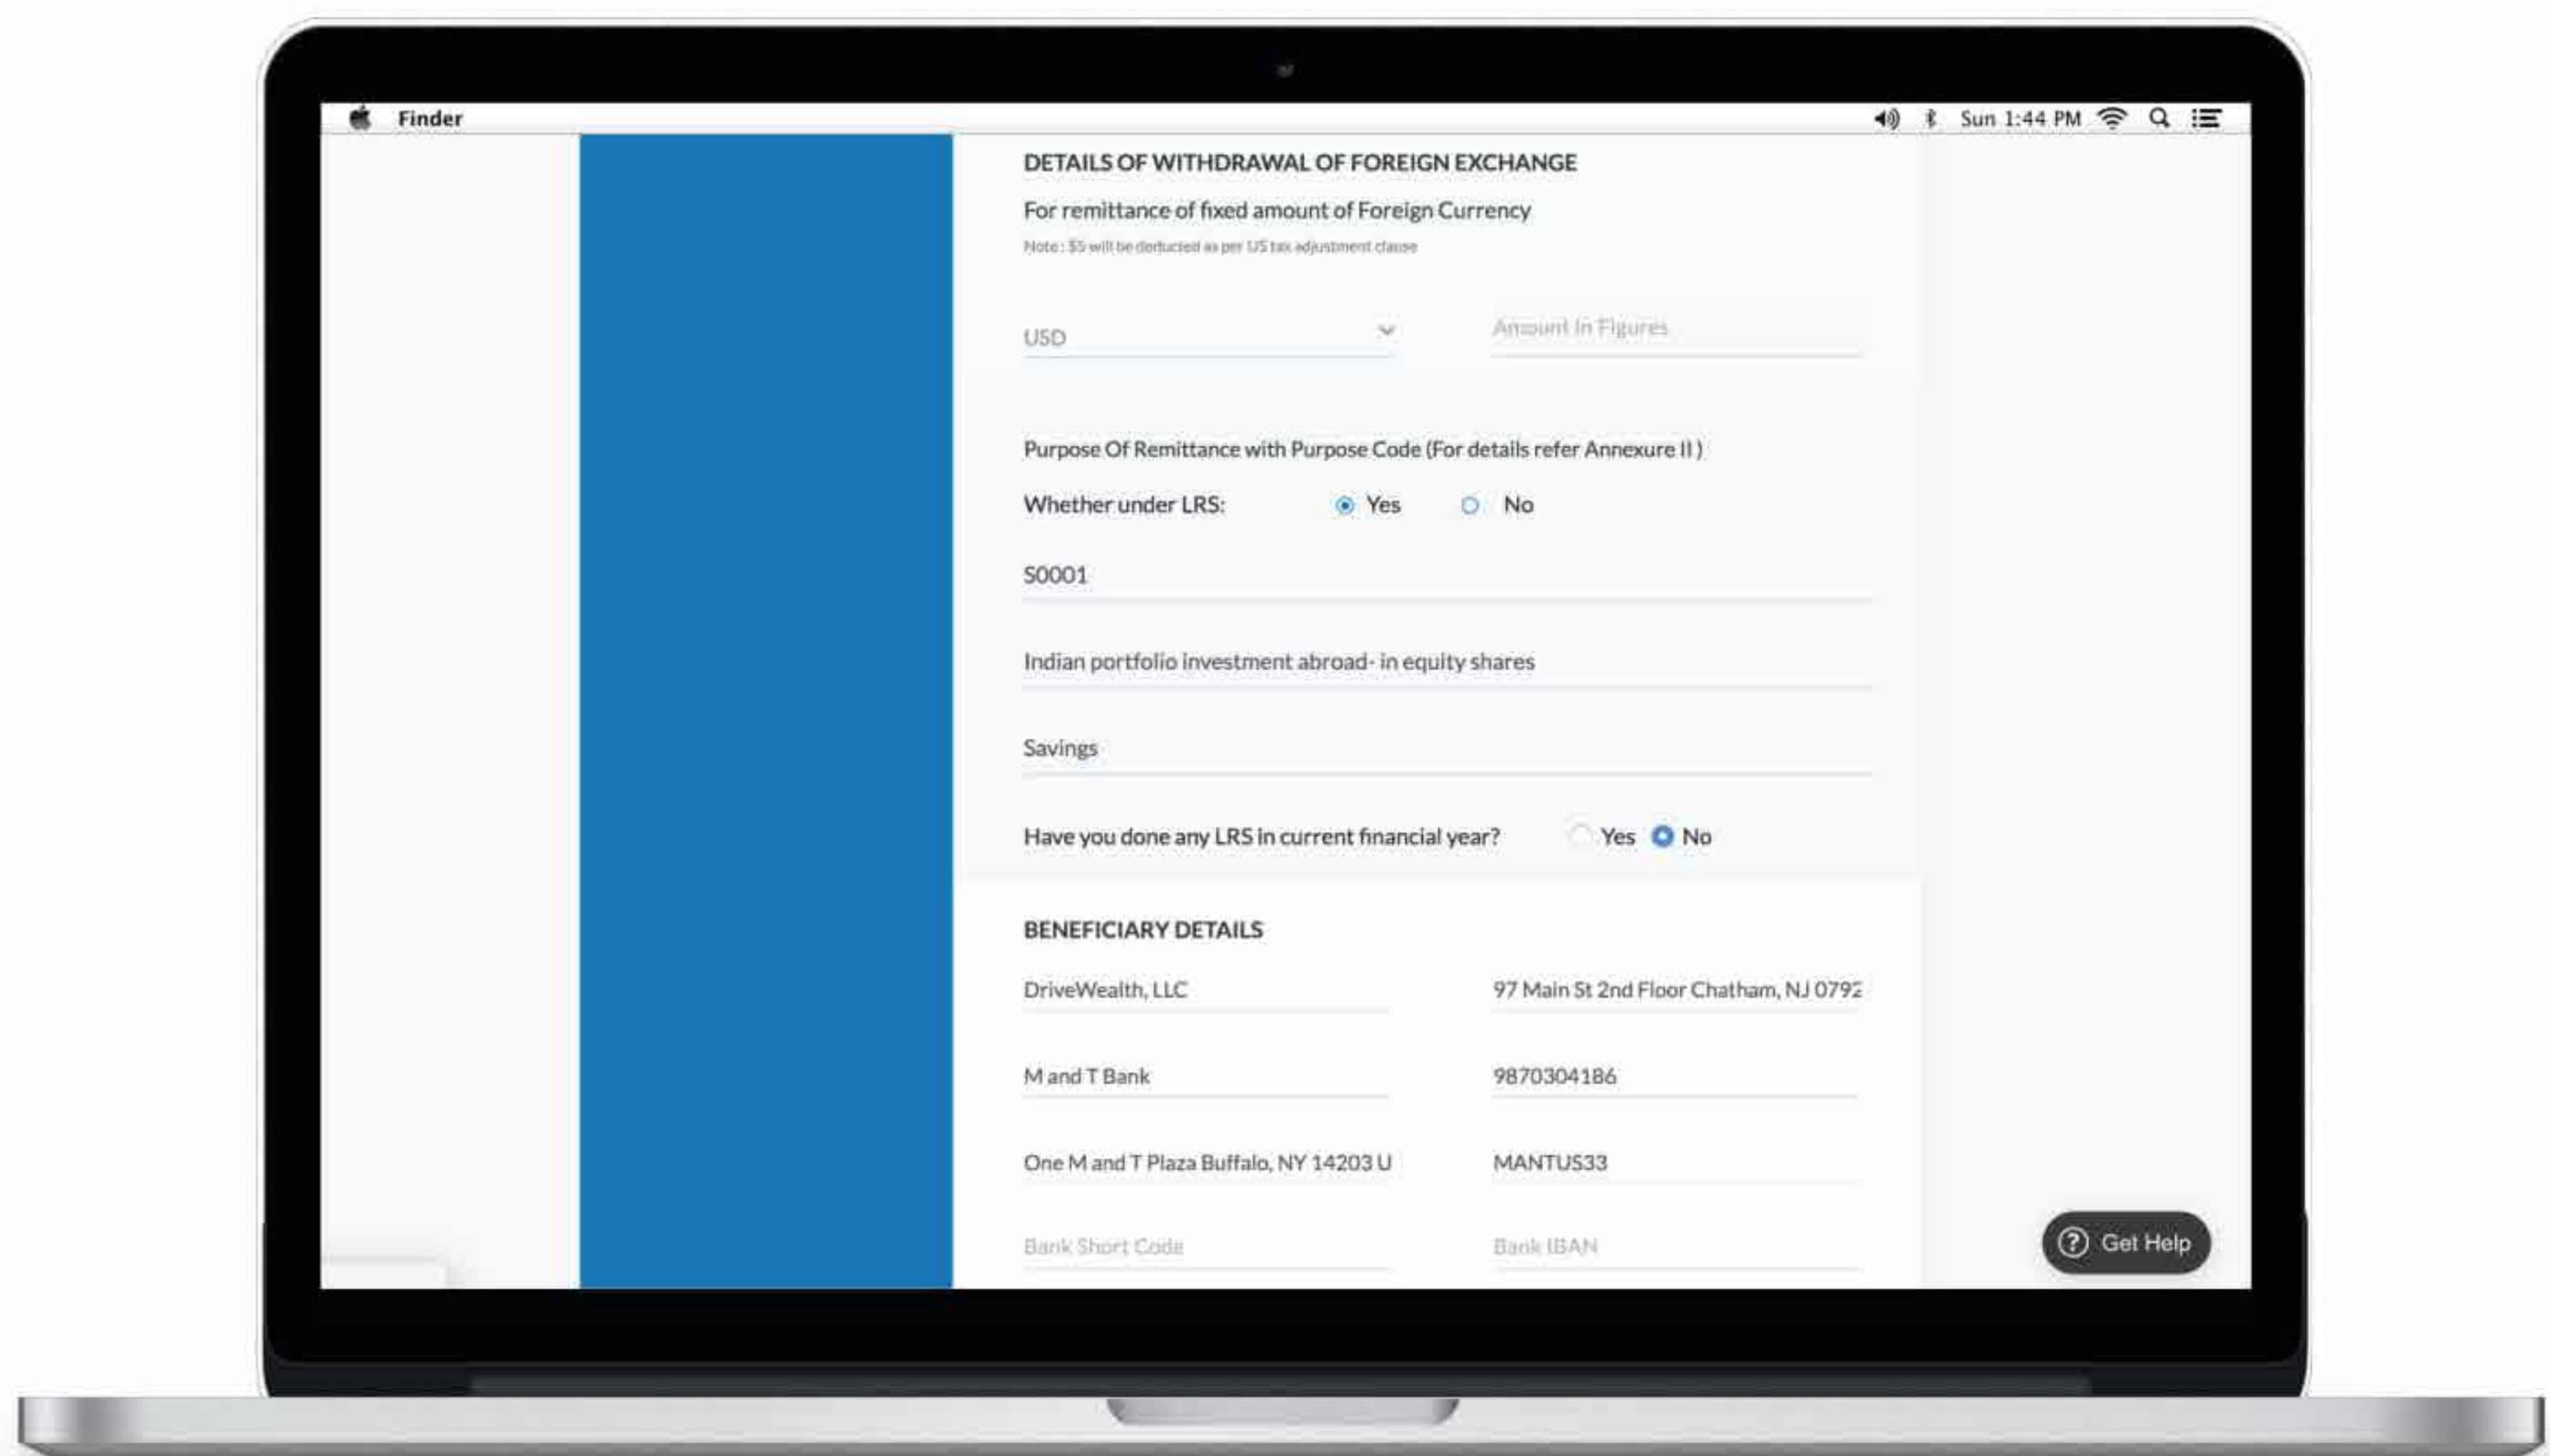 Finder Sun 1:44 PM
DETAILS OF WITHDRAWAL OF FOREIGN EXCHANGE
For remittance of fixed amount of Foreign Currency
Note : $5 will be deducted as per US tax adjustment clause
USD Amount In Figures
Purpose Of Remittance with Purpose Code (For details refer Annexure II )
Whether under LRS: Yes No
S0001
Indian portfolio investment abroad- in equity shares
Savings
Have you done any LRS in current financial year? Yes No
BENEFICIARY DETAILS
DriveWealth, LLC 97 Main St 2nd Floor Chatham, NJ 0792
M and T Bank 9870304186
One M and T Plaza Buffalo, NY 14203 U MANTUS33
Bank Short Code Bank IBAN
? Get Help